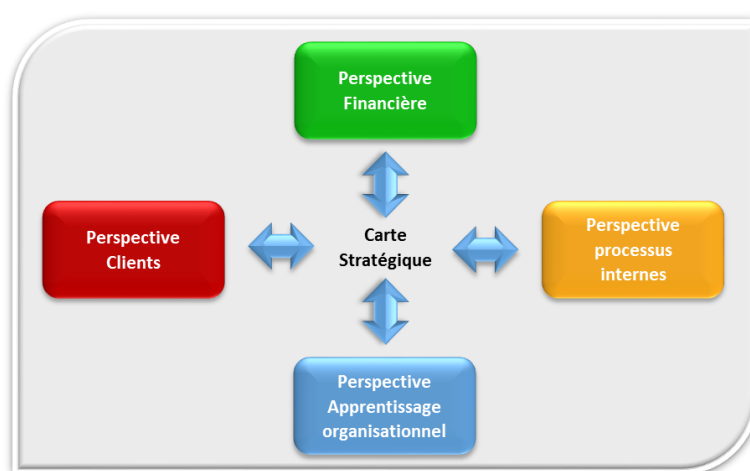 Perspective
Financière
Perspective
Clients
Carte
Stratégique
Perspective
processus
internes
Perspective
Apprentissage
organisationnel